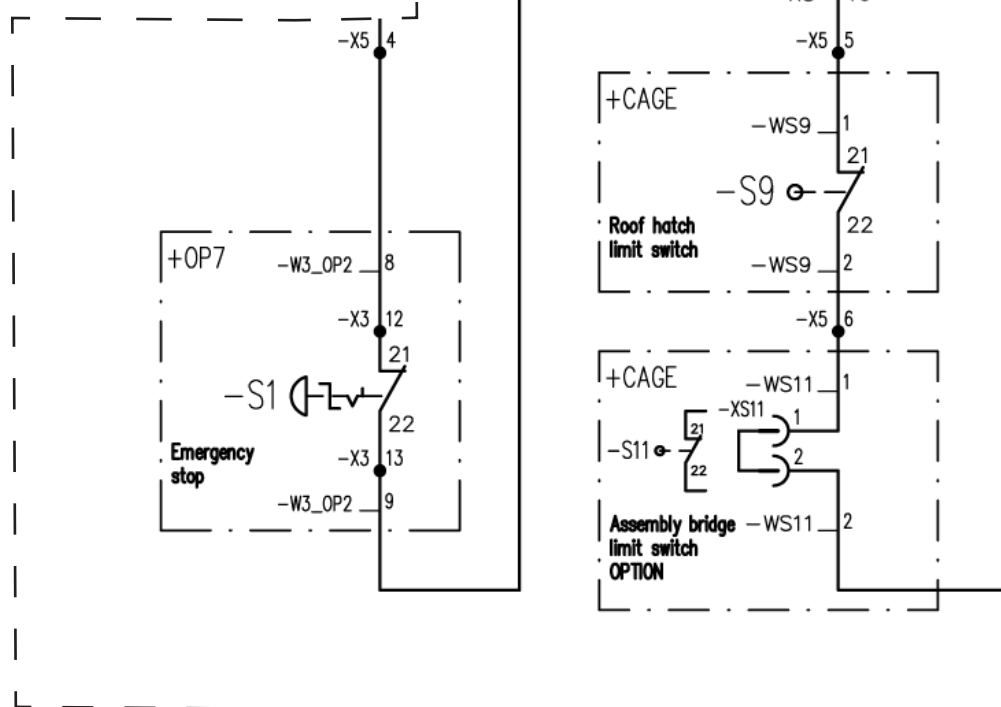 -X5 4
+OP7
-W3_OP2 8
-X3 12
21
-S1
22
Emergency
stop
-X3 13
-W3_OP2 9
-X5 5
+CAGE
-WS9 1
21
-S9
22
Roof hatch
limit switch
-WS9 2
-X5 6
+CAGE
-WS11 1
-XS11 1
21
-S11
22
2
Assembly bridge
limit switch
OPTION
-WS11 2